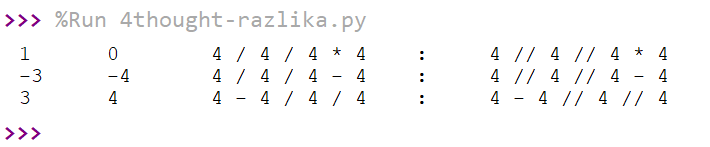 >>> %Run 4thought-razlika.py
1 0 4 / 4 / 4 * 4 : 4 // 4 // 4 * 4
-3 -4 4 / 4 / 4 - 4 : 4 // 4 // 4 - 4
3 4 4 - 4 / 4 / 4 : 4 - 4 // 4 // 4
>>>